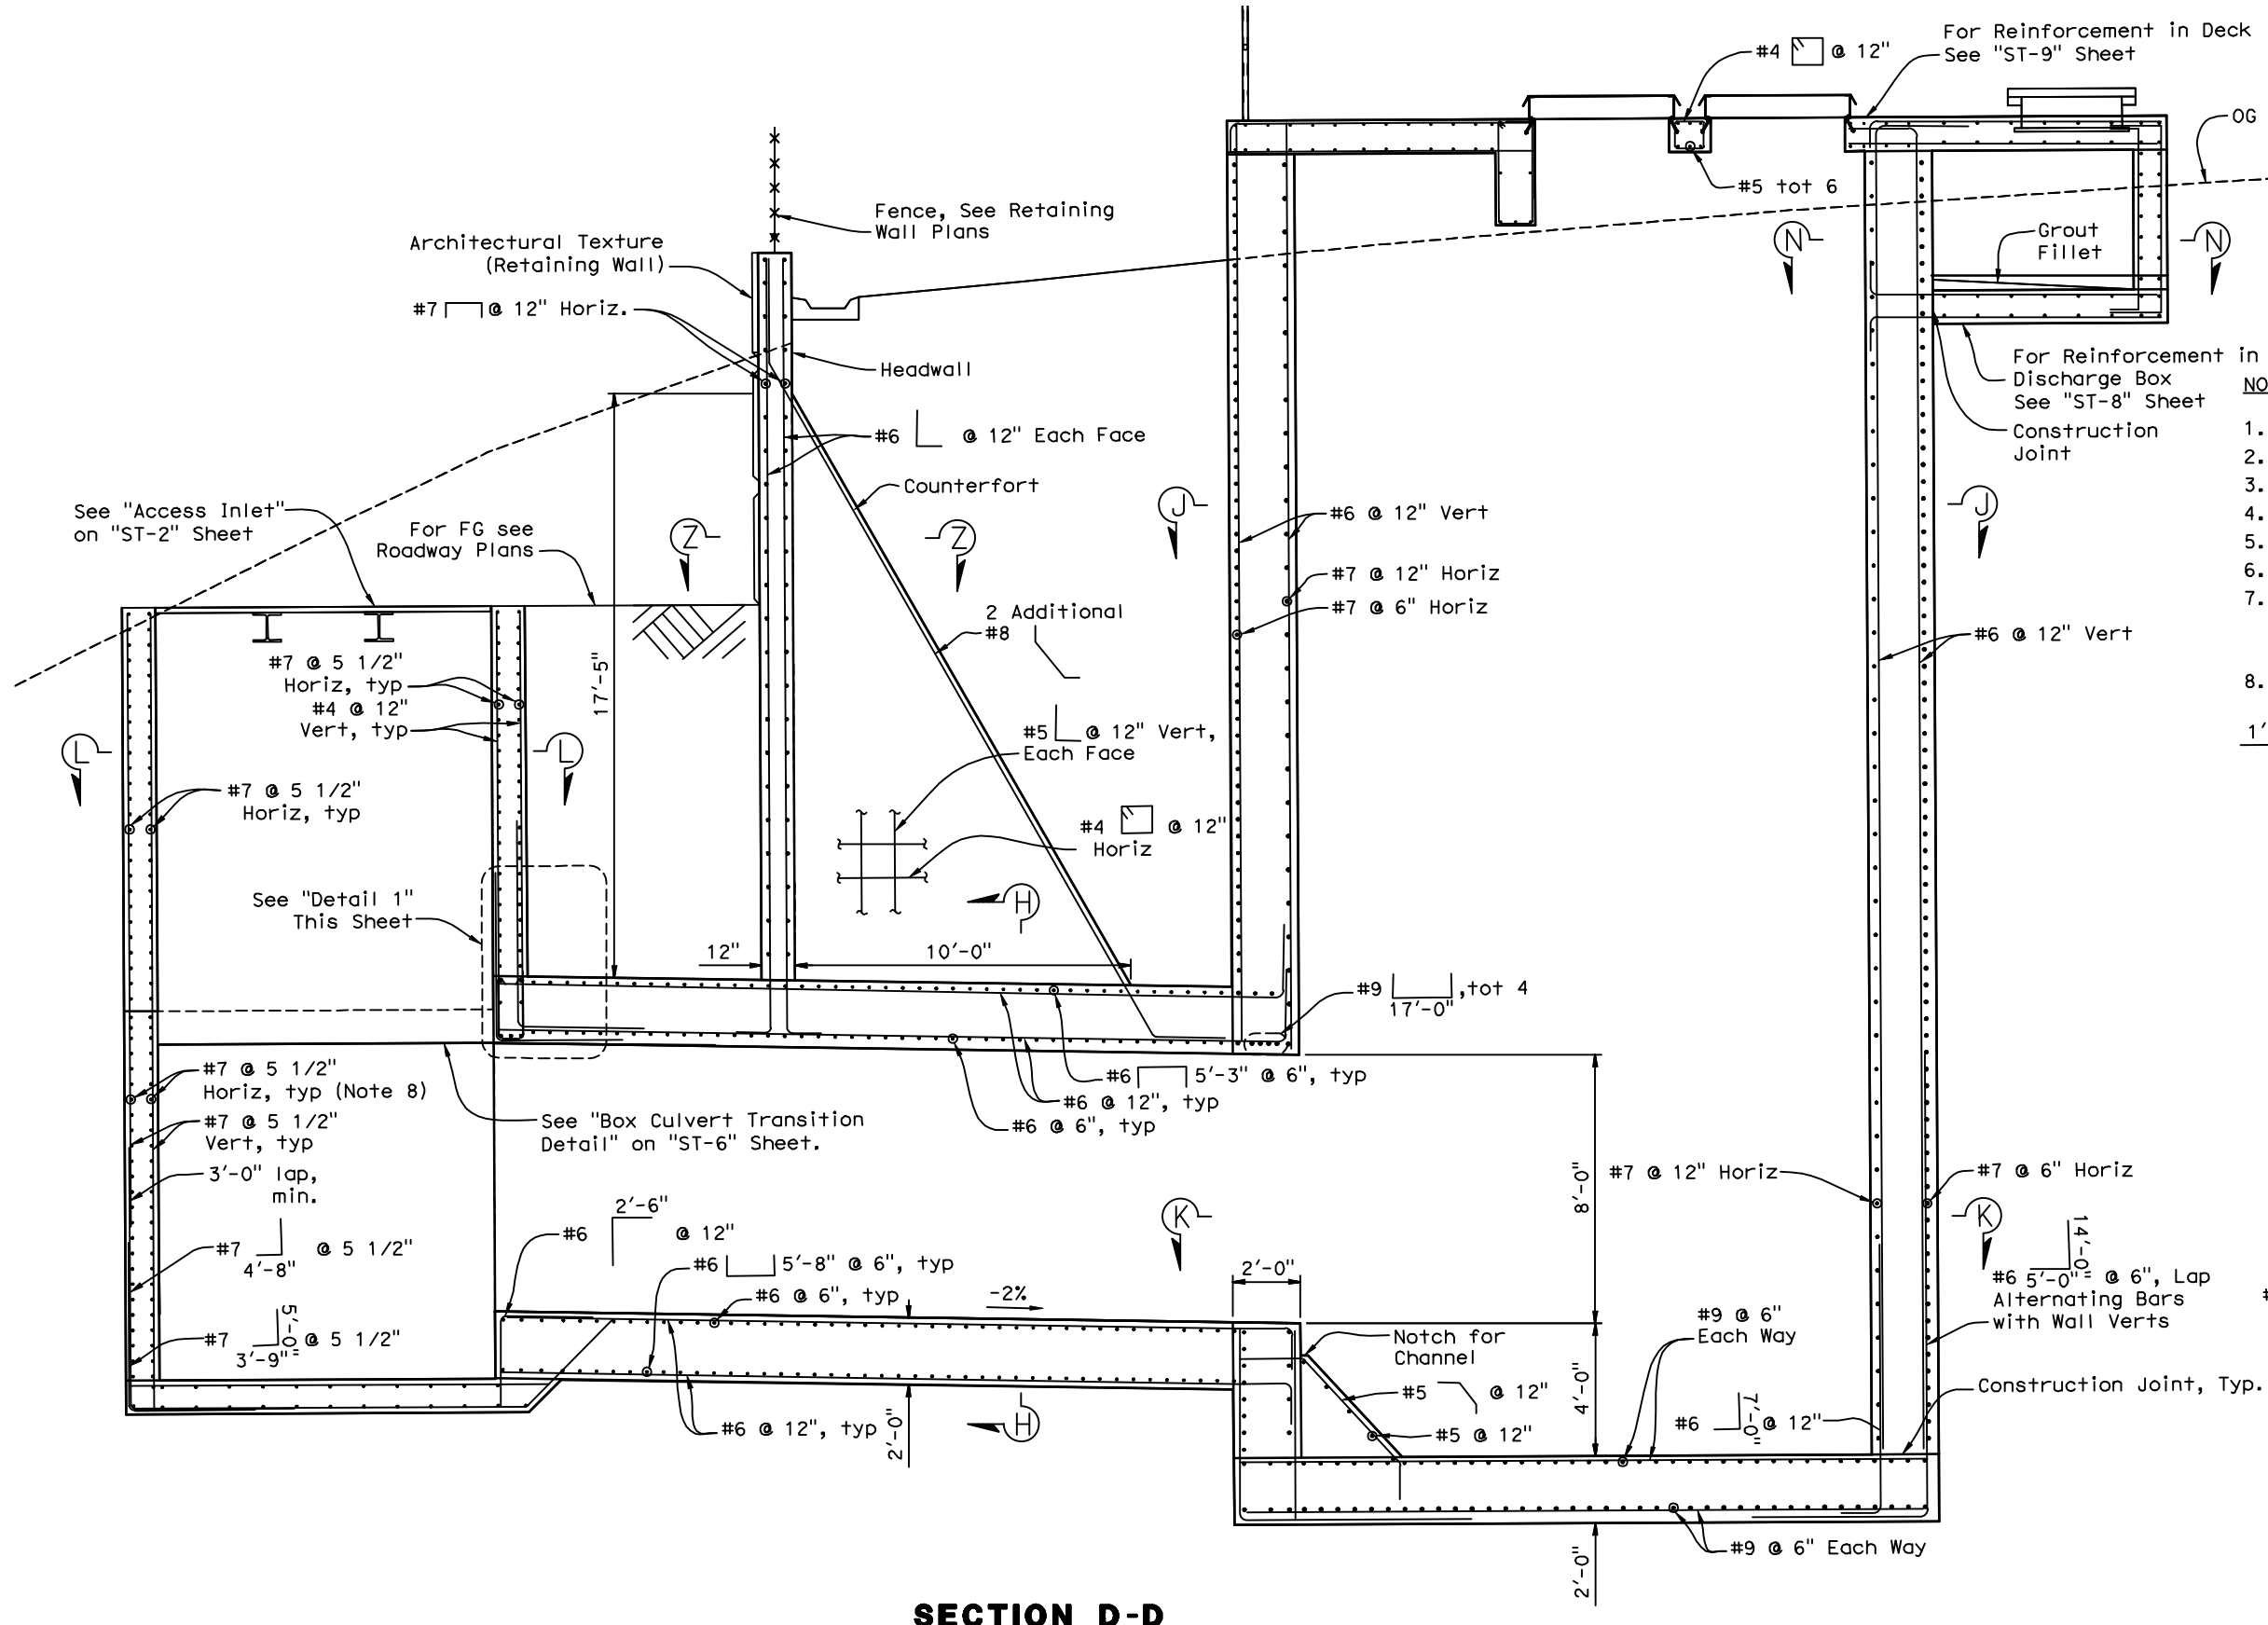 For Reinforcement in Deck
See "ST-9" Sheet
#4 @ 12"
OG
#5 tot 6
Fence, See Retaining
Wall Plans
Architectural Texture
(Retaining Wall)
N
N
Grout
Fillet
#7 @ 12" Horiz.
Headwall
For Reinforcement in
Discharge Box
See "ST-8" Sheet
Construction
Joint
NO
1.
2.
3.
4.
5.
6.
7.
8.
1'
#6 @ 12" Each Face
Counterfort
See "Access Inlet"
on "ST-2" Sheet
For FG see
Roadway Plans
Z
Z
J
J
#6 @ 12" Vert
#7 @ 12" Horiz
#7 @ 6" Horiz
2 Additional
#8
#6 @ 12" Vert
#7 @ 5 1/2"
Horiz, typ
#4 @ 12"
Vert, typ
17'-5"
L
L
#5 @ 12" Vert,
Each Face
#7 @ 5 1/2"
Horiz, typ
#4 @ 12"
Horiz
See "Detail 1"
This Sheet
H
12"
10'-0"
#9 ,tot 4
17'-0"
#7 @ 5 1/2"
Horiz, typ (Note 8)
#7 @ 5 1/2"
Vert, typ
3'-0" lap,
min.
See "Box Culvert Transition
Detail" on "ST-6" Sheet.
#6 5'-3" @ 6", typ
#6 @ 12", typ
#6 @ 6", typ
8'-0"
#7 @ 12" Horiz
#7 @ 6" Horiz
#7 @ 5 1/2"
4'-8"
2'-6"
#6 @ 12"
#6 5'-8" @ 6", typ
#6 @ 6", typ
-2%
K
K
2'-0"
14'-0"
#6 5'-0"± @ 6", Lap
Alternating Bars
with Wall Verts
#
#7 5'-0" @ 5 1/2"
3'-9"±
Notch for
Channel
#9 @ 6"
Each Way
4'-0"
#5 @ 12"
#5 @ 12"
#6 7'-0" @ 12"
Construction Joint, Typ.
#6 @ 12", typ
2'-0"
H
#9 @ 6" Each Way
2'-0"
SECTION D-D